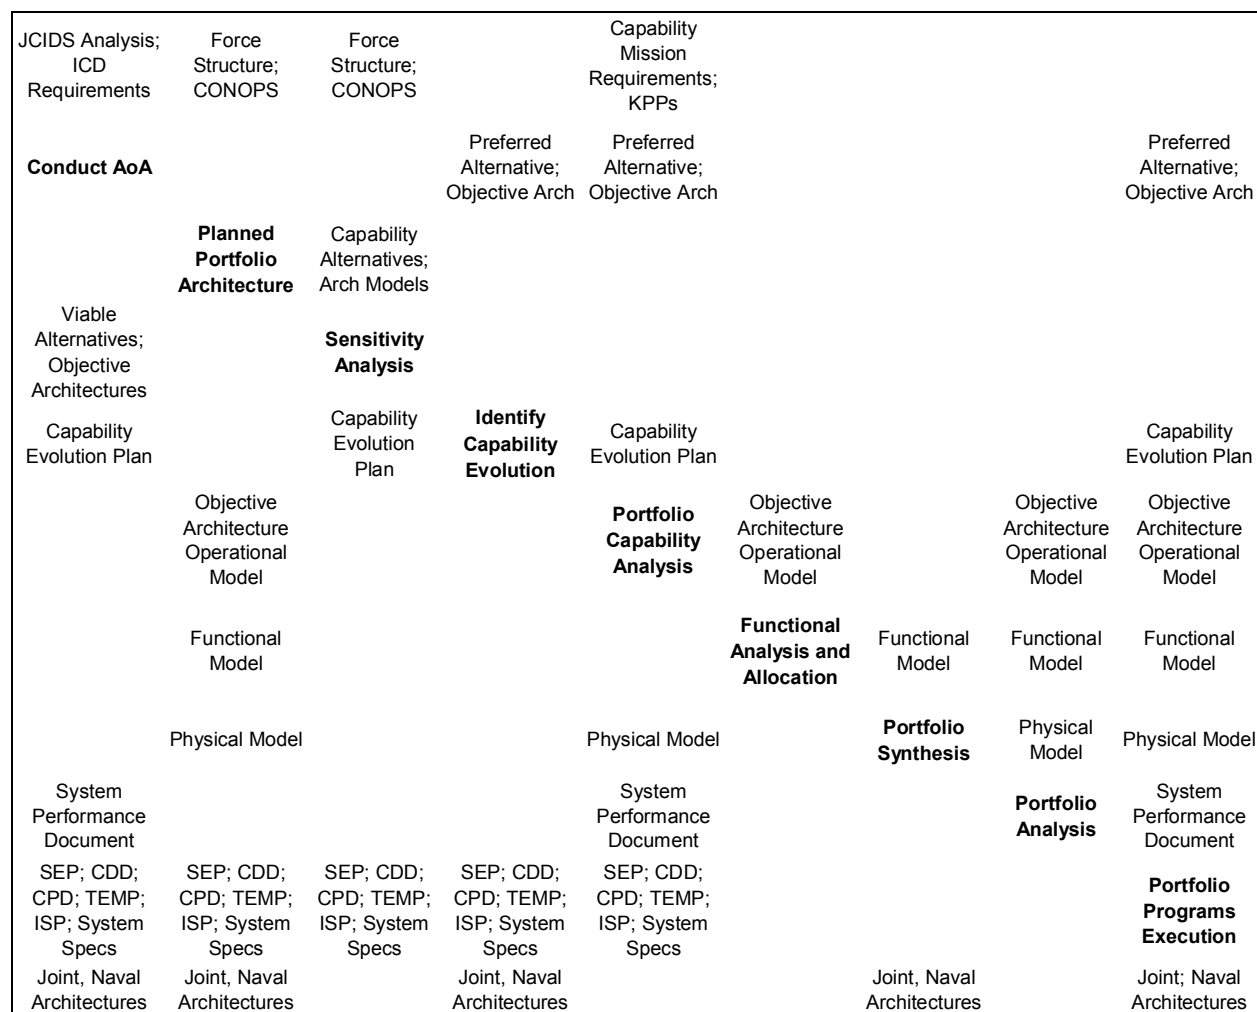 JCIDS Analysis;
ICD
Requirements
Force
Structure;
CONOPS
Force
Structure;
CONOPS
Capability
Mission
Requirements;
KPPs
Conduct AoA
Preferred
Alternative;
Objective Arch
Preferred
Alternative;
Objective Arch
Preferred
Alternative;
Objective Arch
Planned
Portfolio
Architecture
Capability
Alternatives;
Arch Models
Viable
Alternatives;
Objective
Architectures
Sensitivity
Analysis
Capability
Evolution Plan
Capability
Evolution
Plan
Identify
Capability
Evolution
Capability
Evolution Plan
Capability
Evolution Plan
Objective
Architecture
Operational
Model
Portfolio
Capability
Analysis
Objective
Architecture
Operational
Model
Objective
Architecture
Operational
Model
Objective
Architecture
Operational
Model
Functional
Model
Functional
Analysis and
Allocation
Functional
Model
Functional
Model
Functional
Model
Physical Model
Physical Model
Portfolio
Synthesis
Physical
Model
Physical Model
System
Performance
Document
System
Performance
Document
Portfolio
Analysis
System
Performance
Document
SEP; CDD;
CPD; TEMP;
ISP; System
Specs
SEP; CDD;
CPD; TEMP;
ISP; System
Specs
SEP; CDD;
CPD; TEMP;
ISP; System
Specs
SEP; CDD;
CPD; TEMP;
ISP; System
Specs
SEP; CDD;
CPD; TEMP;
ISP; System
Specs
Portfolio
Programs
Execution
Joint, Naval
Architectures
Joint, Naval
Architectures
Joint, Naval
Architectures
Joint, Naval
Architectures
Joint; Naval
Architectures